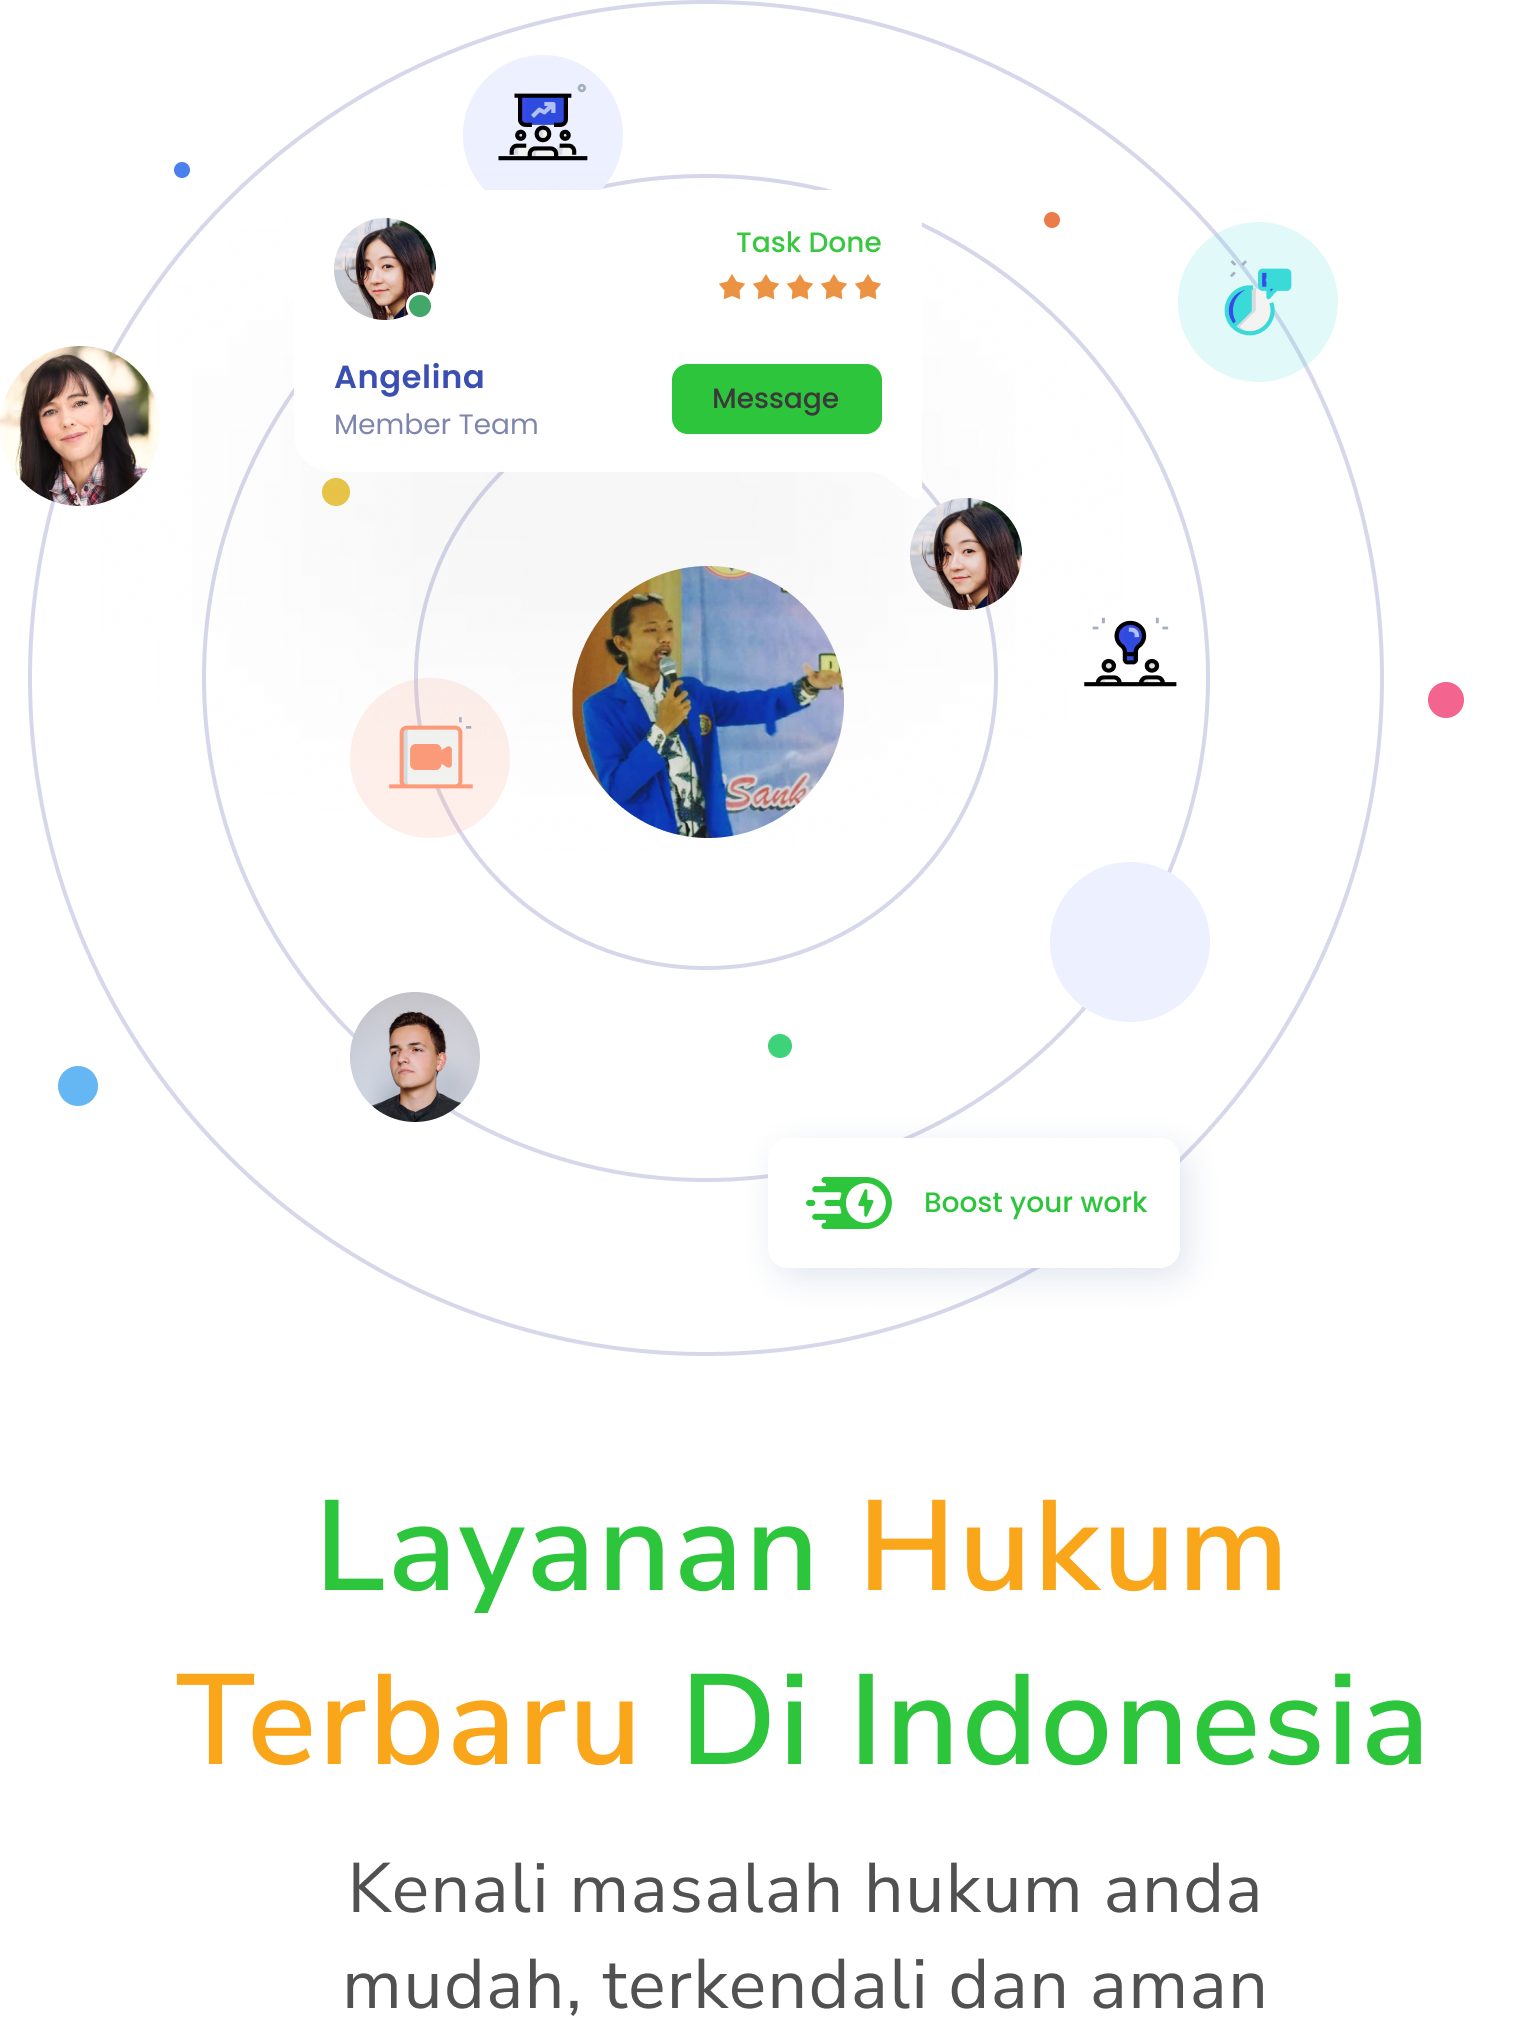 Task Done
Angelina
Message
Member Team
Sank
Boost your work
Layanan Hukum
Terbaru Di Indonesia
Kenali masalah hukum anda
mudah, terkendali dan aman